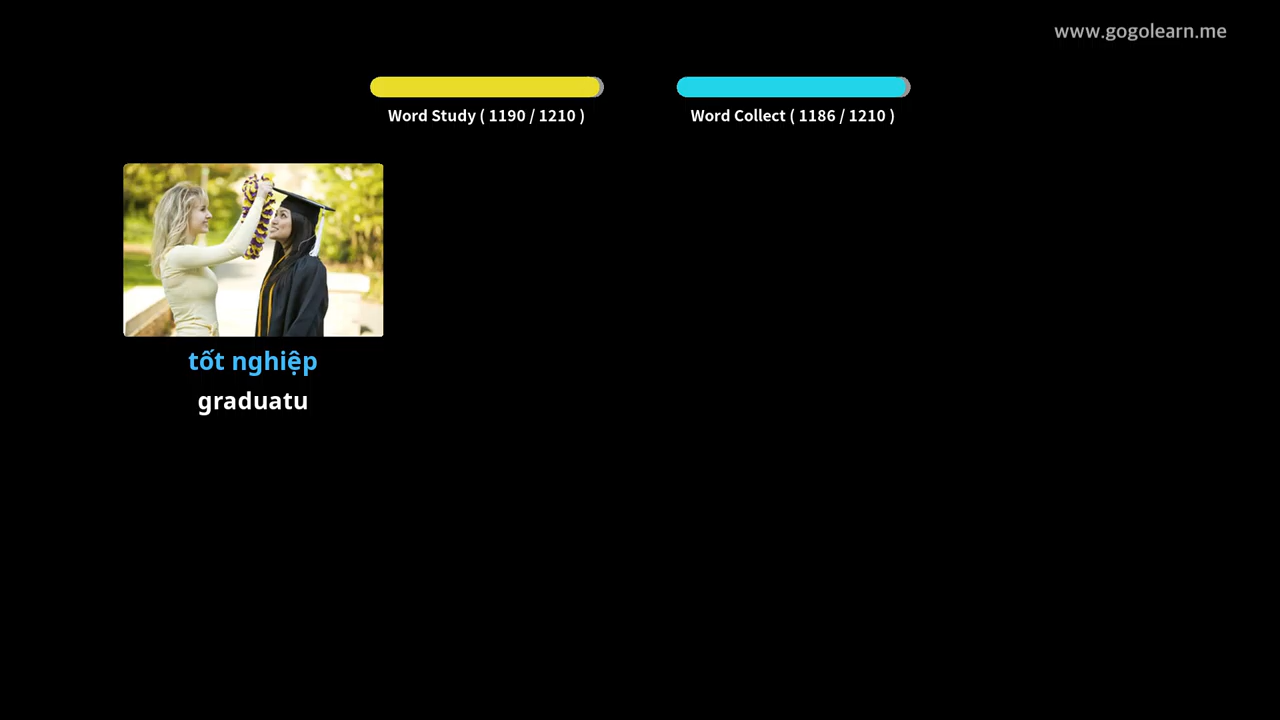 www.gogolearn.me
Word Study ( 1190 / 1210 )
Word Collect ( 1186 / 1210 )
tốt nghiệp
graduatu